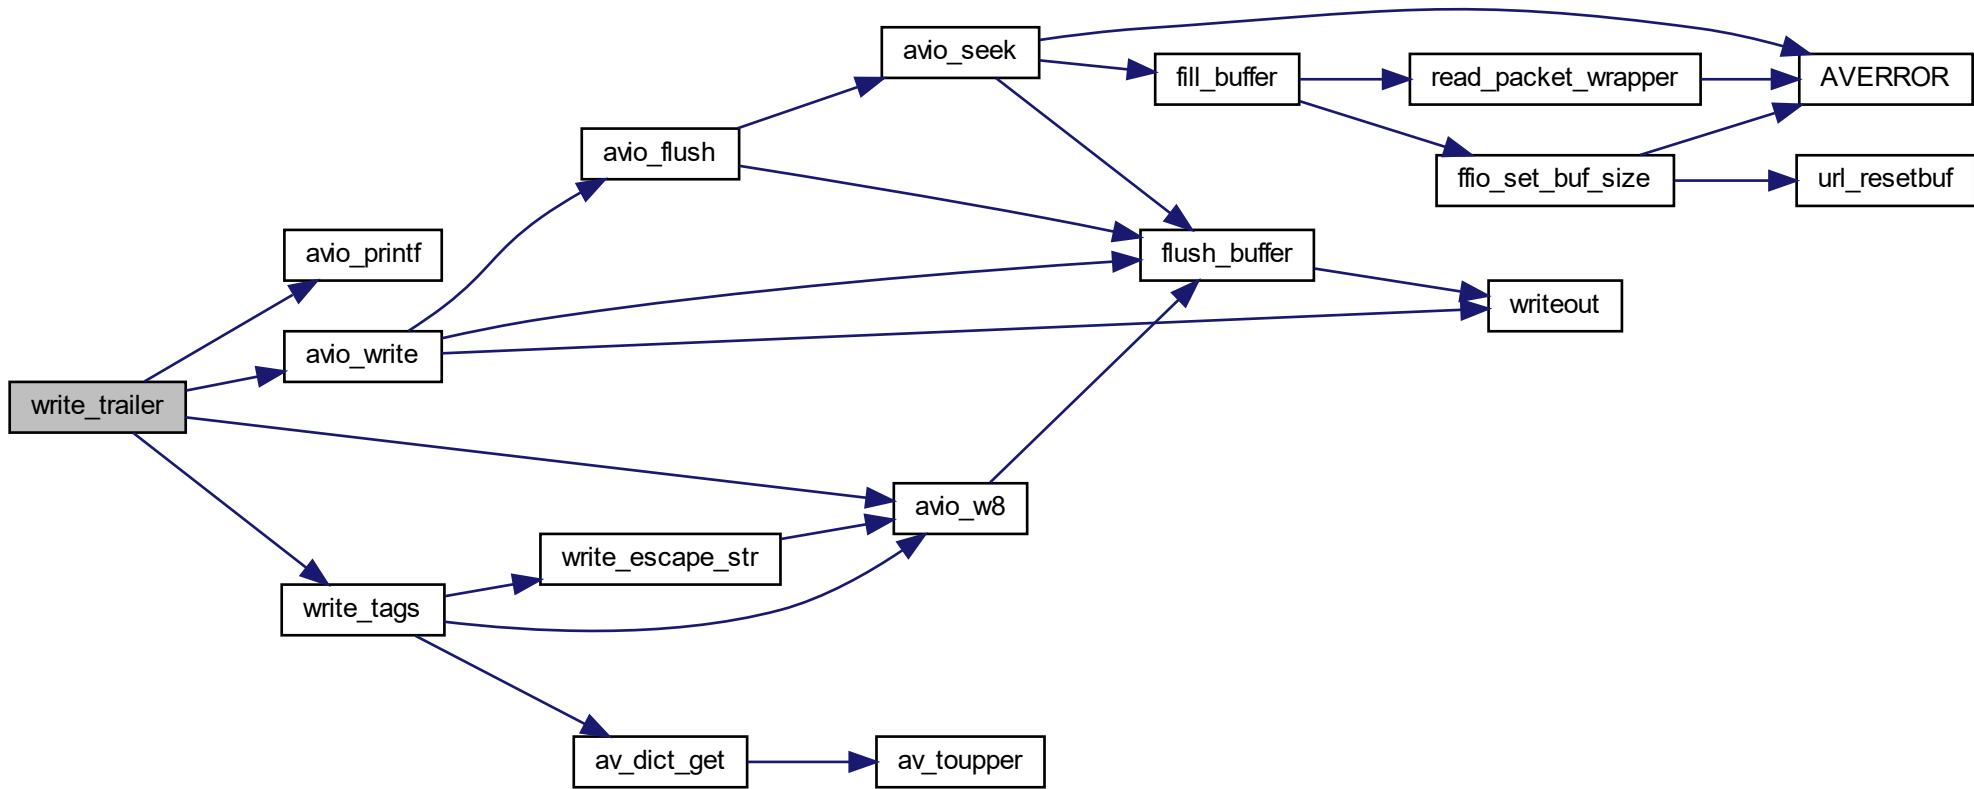 avio_seek
fill_buffer
read_packet_wrapper
AVERROR
avio_flush
ffio_set_buf_size
url_resetbuf
avio_printf
flush_buffer
writeout
avio_write
write_trailer
avio_w8
write_escape_str
write_tags
av_dict_get
av_toupper